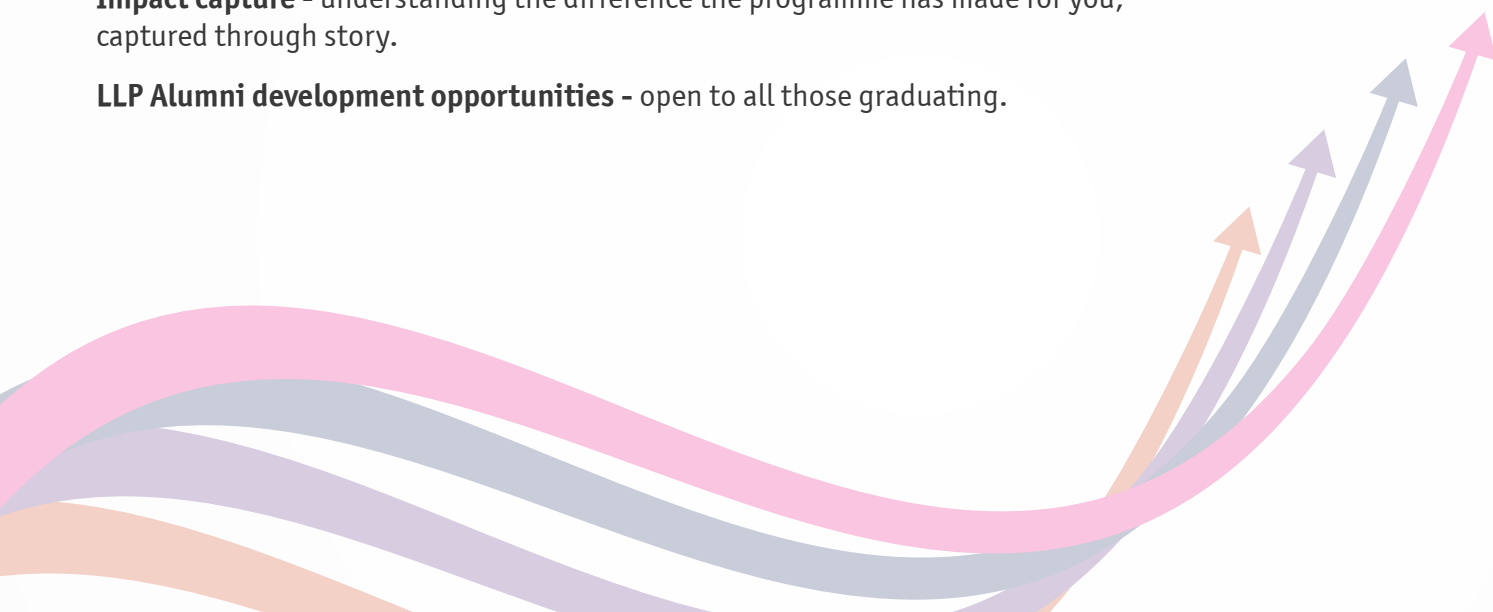 Impact capture - understanding the difference the programme has made for you,
captured through story.
LLP Alumni development opportunities - open to all those graduating.